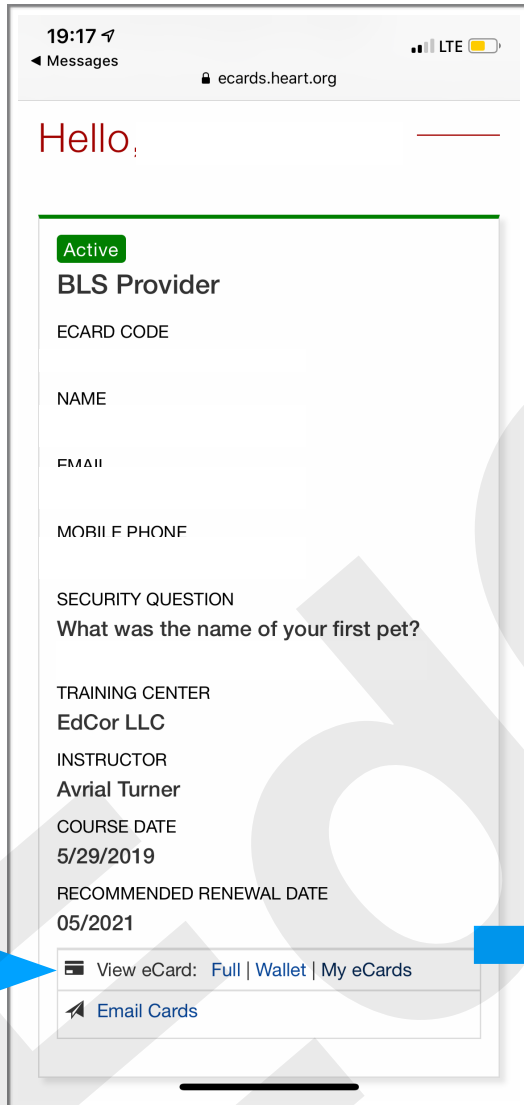 19:17
LTE
◀ Messages
ecards.heart.org
Hello,
Active
BLS Provider
ECARD CODE
NAME
EMAIL
MOBILE PHONE
SECURITY QUESTION
What was the name of your first pet?
TRAINING CENTER
EdCor LLC
INSTRUCTOR
Avrial Turner
COURSE DATE
5/29/2019
RECOMMENDED RENEWAL DATE
05/2021
View eCard: Full | Wallet | My eCards
Email Cards